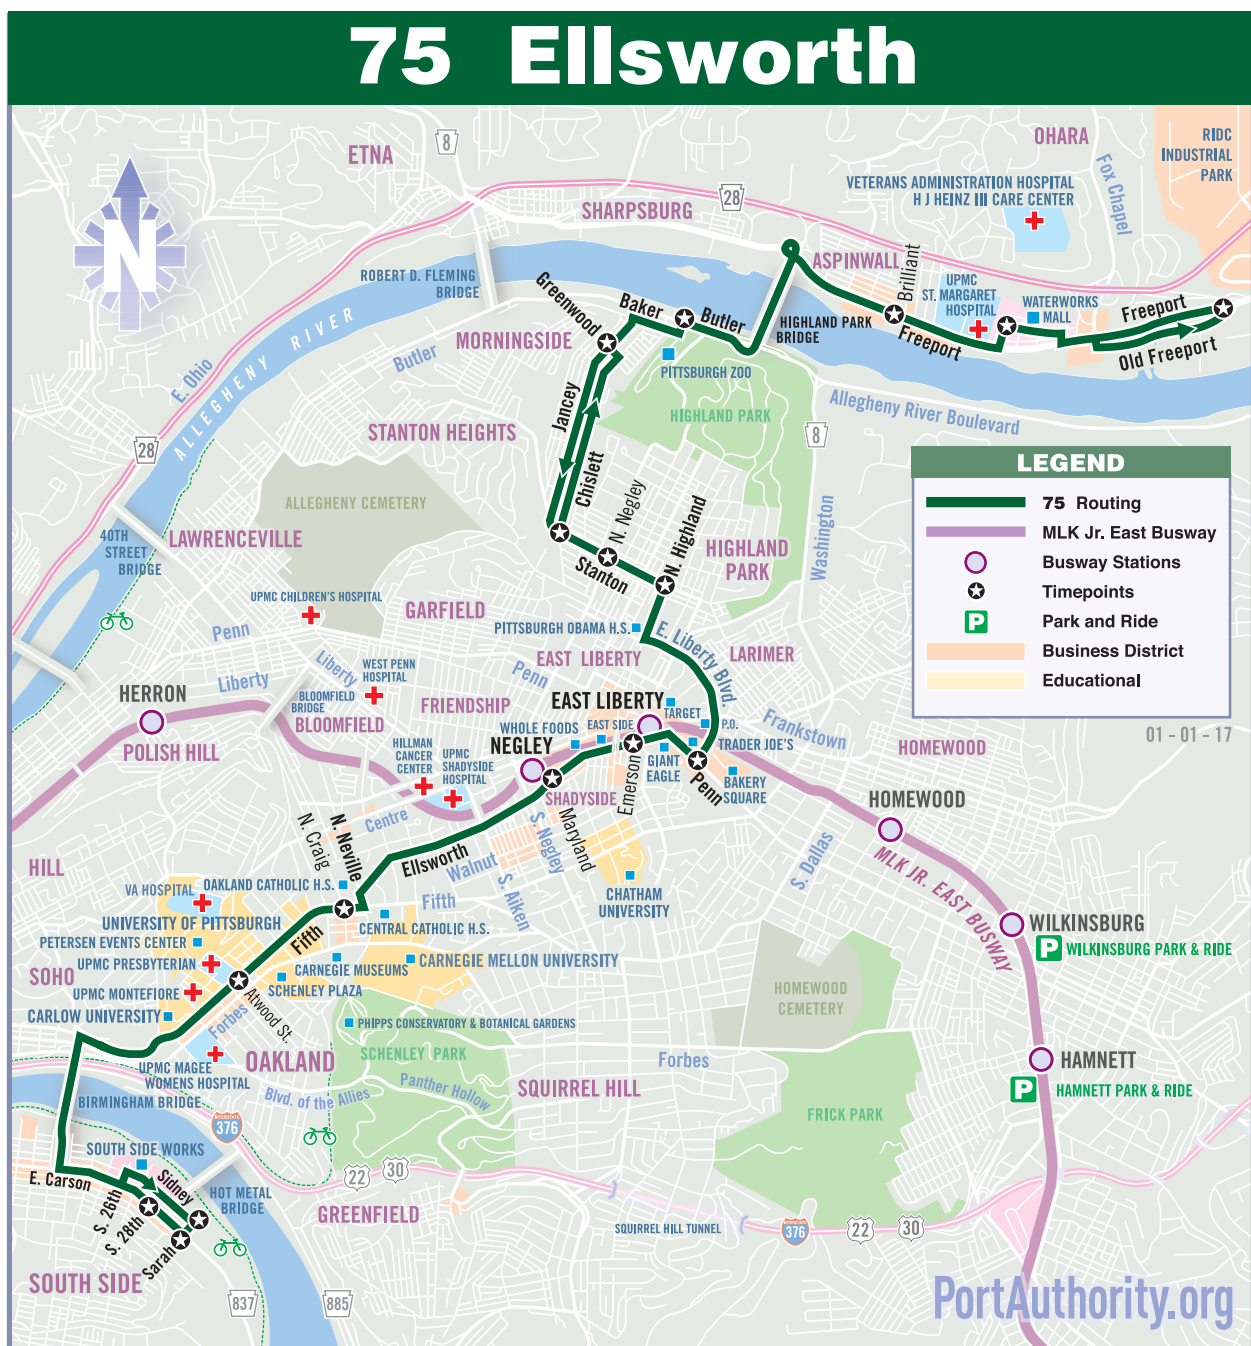 75 Ellsworth
ETNA
8
OHARA
RIDC
INDUSTRIAL
PARK
Fox Chapel
VETERANS ADMINISTRATION HOSPITAL
H J HEINZ III CARE CENTER
28
SHARPSBURG
ASPINWALL
Brilliant
ROBERT D. FLEMING
BRIDGE
Greenwood
Baker
Butler
HIGHLAND PARK
BRIDGE
Freeport
UPMC
ST. MARGARET
HOSPITAL
WATERWORKS
MALL
Freeport
Old Freeport
N
ALLEGHENY RIVER
E. Ohio
Butler
MORNINGSIDE
PITTSBURGH ZOO
HIGHLAND PARK
Allegheny River Boulevard
8
Jancey
Chislett
STANTON HEIGHTS
28
ALLEGHENY CEMETERY
N. Negley
N. Highland
Stanton
HIGHLAND
PARK
Washington
LEGEND
75 Routing
MLK Jr. East Busway
Busway Stations
Timepoints
P
Park and Ride
Business District
Educational
01 - 01 - 17
40TH
STREET
BRIDGE
LAWRENCEVILLE
UPMC CHILDREN'S HOSPITAL
GARFIELD
PITTSBURGH OBAMA H.S.
E. Liberty Blvd.
EAST LIBERTY
LARIMER
Penn
Liberty
Liberty
WEST PENN
HOSPITAL
Penn
HERRON
POLISH HILL
BLOOMFIELD
BRIDGE
BLOOMFIELD
FRIENDSHIP
EAST LIBERTY
TARGET
P.O.
Frankstown
WHOLE FOODS
EAST SIDE
NEGLEY
TRADER JOE'S
HOMEWOOD
HILLMAN
CANCER
CENTER
UPMC
SHADYSIDE
HOSPITAL
GIANT
EAGLE
Penn
BAKERY
SQUARE
Emerson
SHADYSIDE
Maryland
HOMEWOOD
Centre
N. Craig
N. Neville
Ellsworth
Walnut
S. Negley
S. Aiken
S. Dallas
MLK JR. EAST BUSWAY
HILL
VA HOSPITAL
OAKLAND CATHOLIC H.S.
CHATHAM
UNIVERSITY
Fifth
UNIVERSITY OF PITTSBURGH
Fifth
CENTRAL CATHOLIC H.S.
WILKINSBURG
P
WILKINSBURG PARK & RIDE
PETERSEN EVENTS CENTER
UPMC PRESBYTERIAN
CARNEGIE MUSEUMS
CARNEGIE MELLON UNIVERSITY
SOHO
UPMC MONTEFIORE
SCHENLEY PLAZA
HOMEWOOD
CEMETERY
CARLOW UNIVERSITY
Forbes
Atwood St.
PHIPPS CONSERVATORY & BOTANICAL GARDENS
OAKLAND
SCHENLEY PARK
Forbes
HAMNETT
P
HAMNETT PARK & RIDE
UPMC MAGEE
WOMENS HOSPITAL
Blvd. of the Allies
Panther Hollow
SQUIRREL HILL
BIRMINGHAM BRIDGE
INTERSTATE
376
FRICK PARK
SOUTH SIDE WORKS
22
30
E. Carson
S. 26th
Sidney
S. 28th
Sarah
HOT METAL
BRIDGE
GREENFIELD
SQUIRREL HILL TUNNEL
376
22
30
SOUTH SIDE
837
885
PortAuthority.org